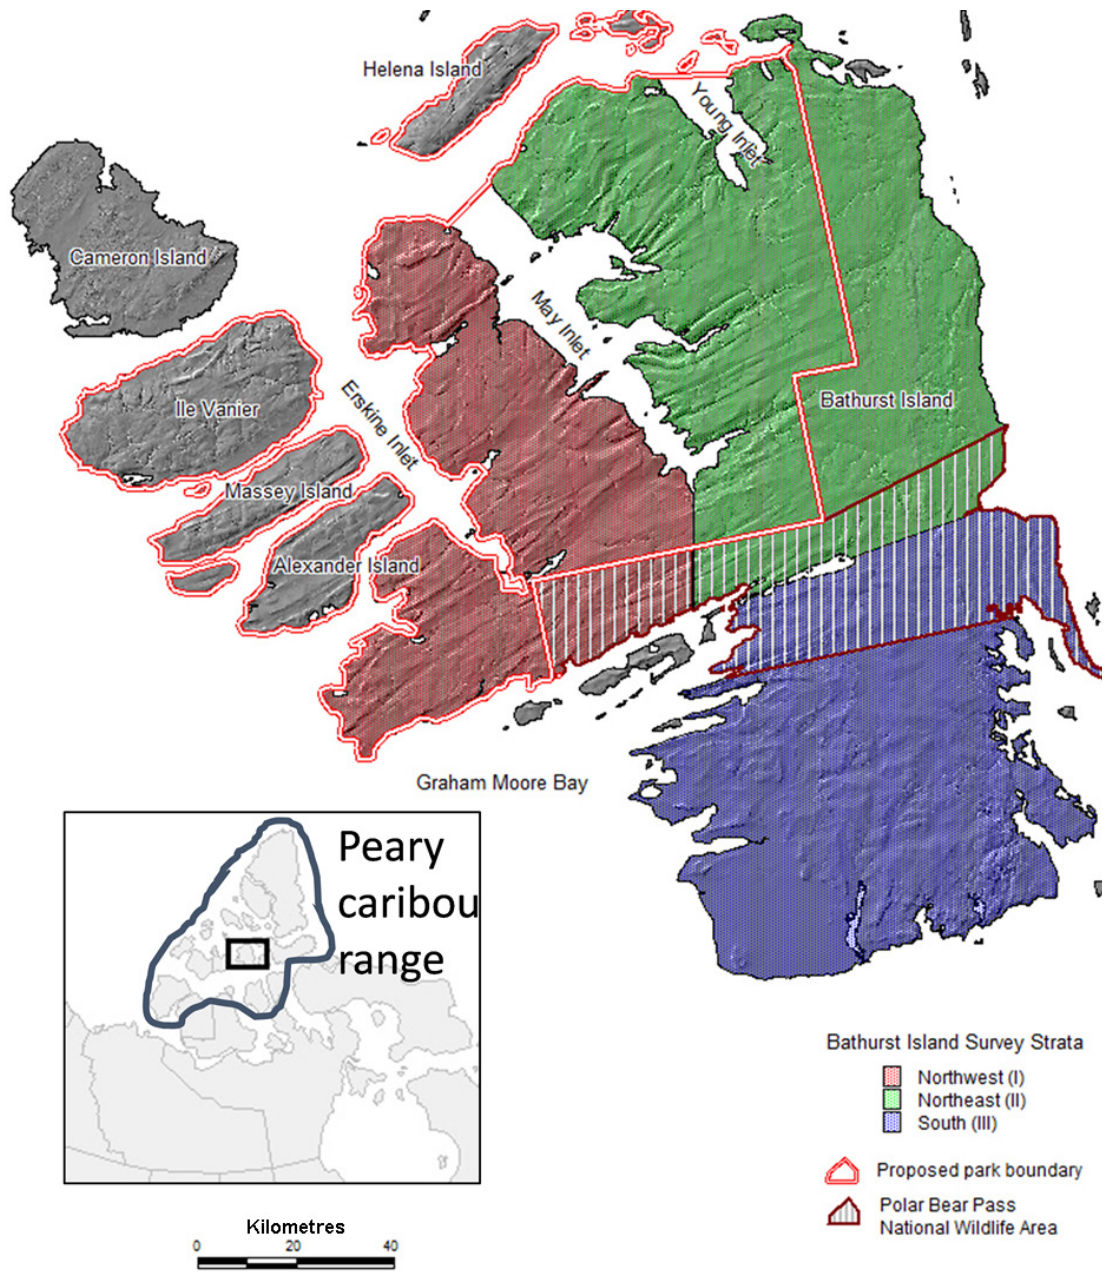 Helena Island
Young Inlet
Cameron Island
May Inlet
Île Vanier
Erskine Inlet
Bathurst Island
Massey Island
Alexander Island
Graham Moore Bay
Peary
caribou
range
Bathurst Island Survey Strata
Northwest (I)
Northeast (II)
South (III)
Proposed park boundary
Polar Bear Pass
National Wildlife Area
Kilometres
0 20 40